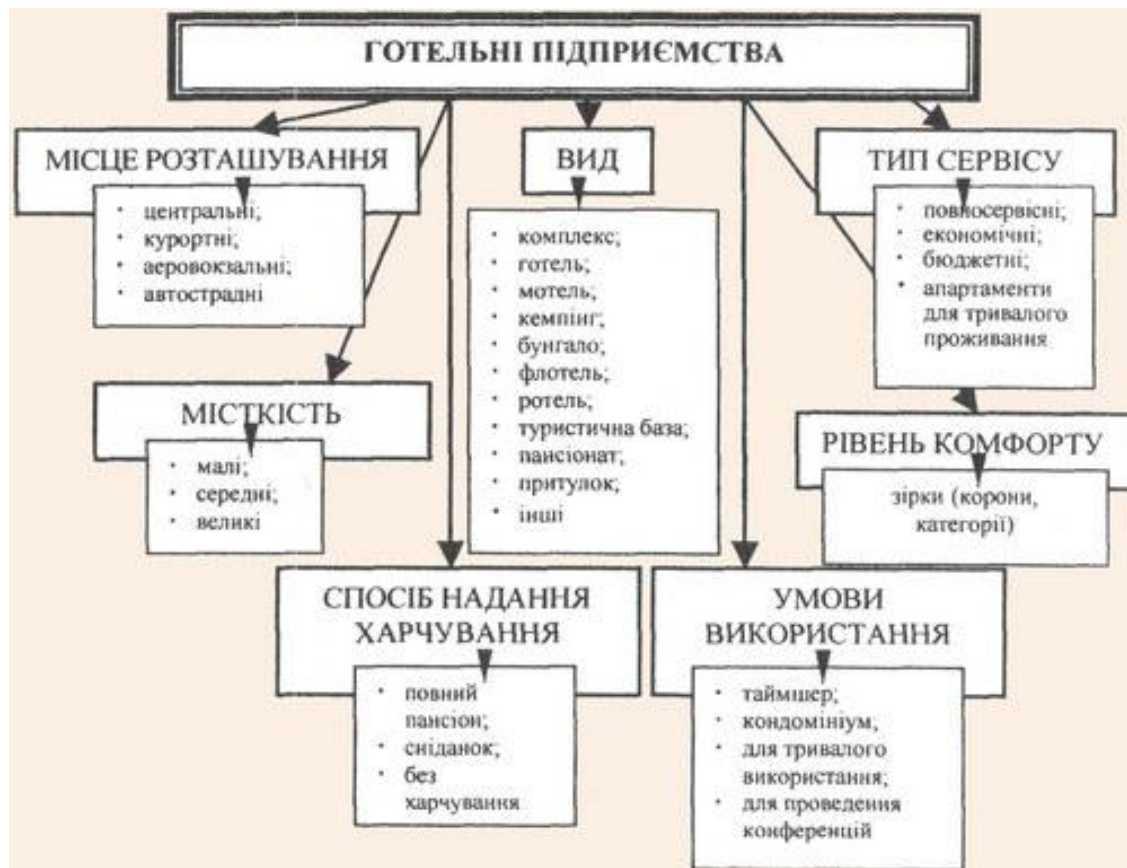 ГОТЕЛЬНІ ПІДПРИЄМСТВА
МІСЦЕ РОЗТАШУВАННЯ
· центральні;
· курортні;
· аеровокзальні;
· автострадні
ВИД
· комплекс;
· готель;
· мотель;
· кемпінг;
· бунгало;
· флотель;
· ротель;
· туристична база;
· пансіонат;
· притулок;
· інші
ТИП СЕРВІСУ
· повносервісні;
· економічні;
· бюджетні;
· апартаменти
для тривалого
проживання
МІСТКІСТЬ
· малі;
· середні;
· великі
РІВЕНЬ КОМФОРТУ
зірки (корони,
категорії)
СПОСІБ НАДАННЯ
ХАРЧУВАННЯ
· повний
пансіон;
· сніданок;
· без
харчування
УМОВИ
ВИКОРИСТАННЯ
· таймшер;
· кондомініум;
· для тривалого
використання;
· для проведення
конференцій